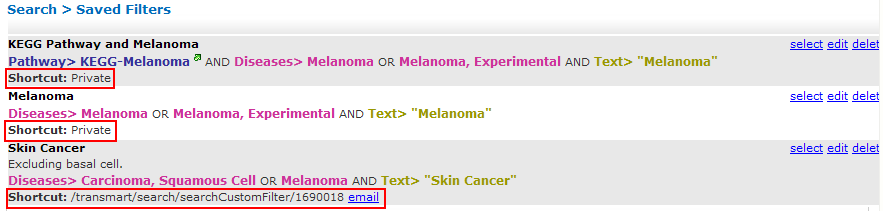 Search > Saved Filters
KEGG Pathway and Melanoma select edit delet
Pathway> KEGG-Melanoma AND Diseases> Melanoma OR Melanoma, Experimental AND Text> "Melanoma"
Shortcut: Private
Melanoma select edit delet
Diseases> Melanoma OR Melanoma, Experimental AND Text> "Melanoma"
Shortcut: Private
Skin Cancer select edit delet
Excluding basal cell.
Diseases> Carcinoma, Squamous Cell OR Melanoma AND Text> "Skin Cancer"
Shortcut: /transmart/search/searchCustomFilter/1690018 email